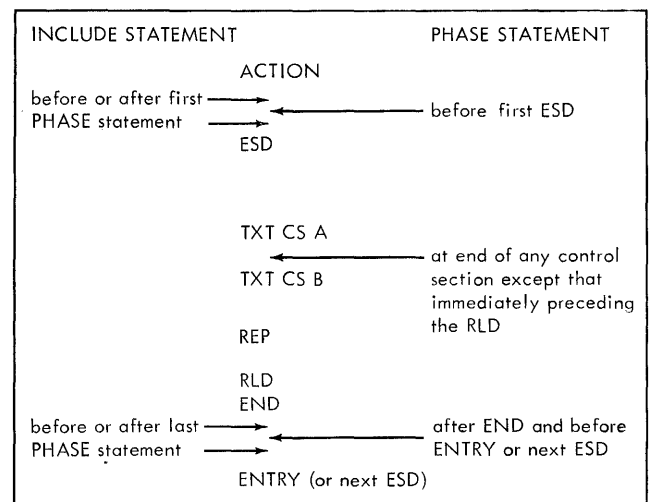 INCLUDE STATEMENT
PHASE STATEMENT
ACTION
before or after first
PHASE statement
before first ESD
ESD
TXT CS A
at end of any control
section except that
immediately preceding
the RLD
TXT CS B
REP
RLD
END
before or after last
PHASE statement
after END and before
ENTRY or next ESD
ENTRY (or next ESD)